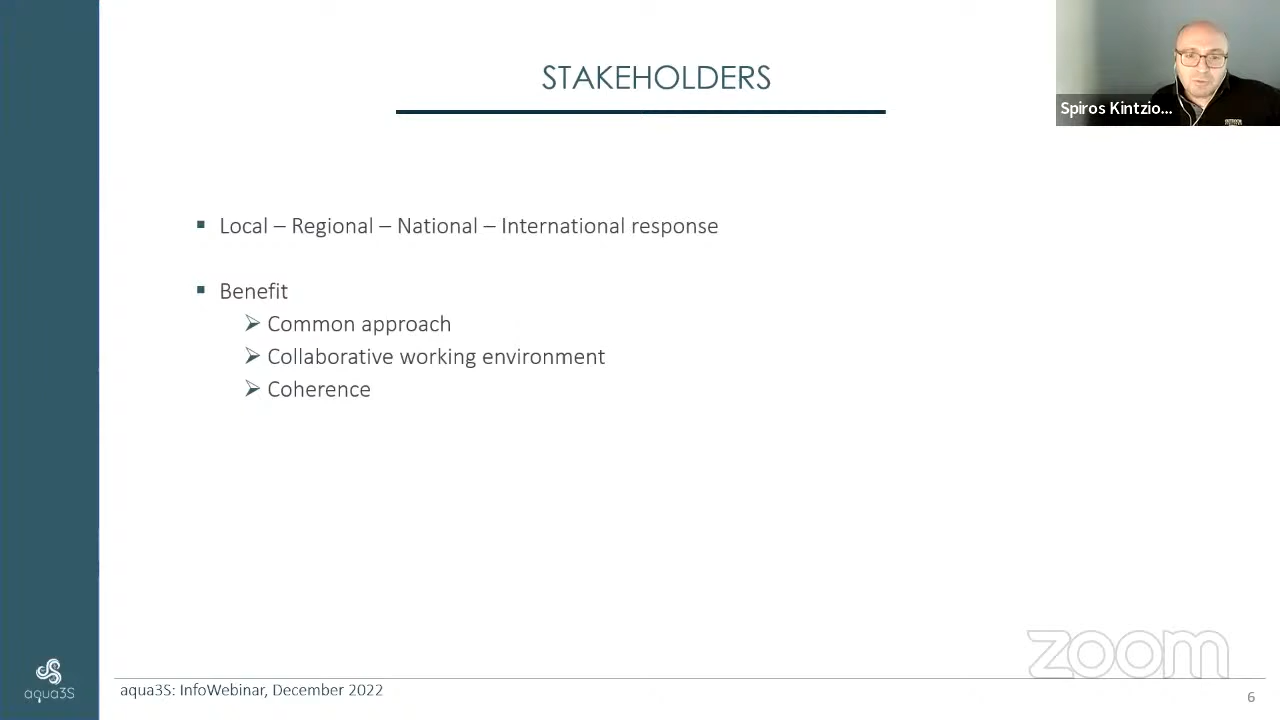 STAKEHOLDERS
Spiros Kintzio...
▪ Local – Regional – National – International response
▪ Benefit
➢ Common approach
➢ Collaborative working environment
➢ Coherence
zoom
aqua3S
aqua3S: InfoWebinar, December 2022
6